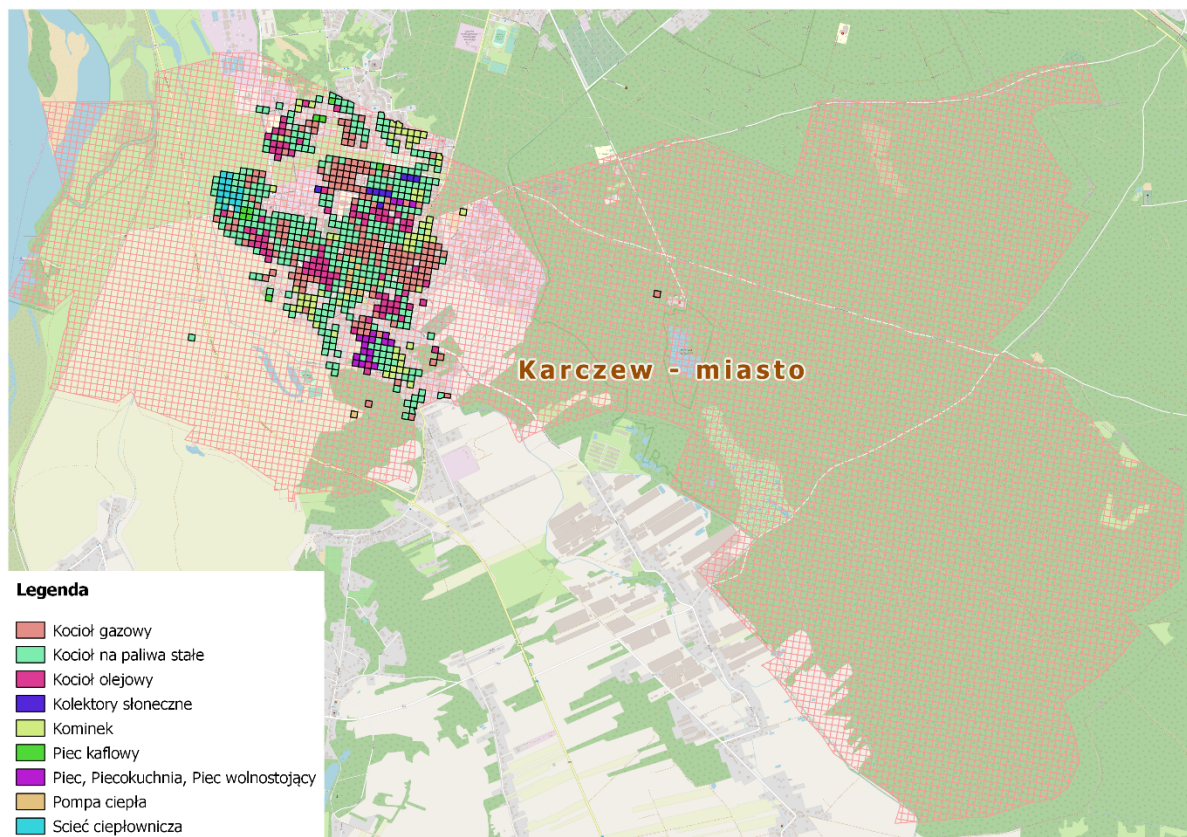 Karczew - miasto
Legenda
Kocioł gazowy
Kocioł na paliwa stałe
Kocioł olejowy
Kolektory słoneczne
Kominek
Piec kaflowy
Piec, Piecokuchnia, Piec wolnostojący
Pompa ciepła
Scieć ciepłownicza